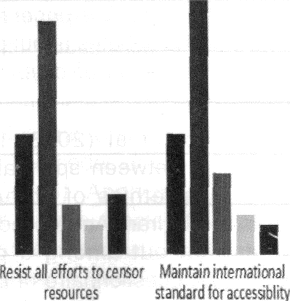 Resist all efforts to censor
resources
Maintain international
standard for accessiblity